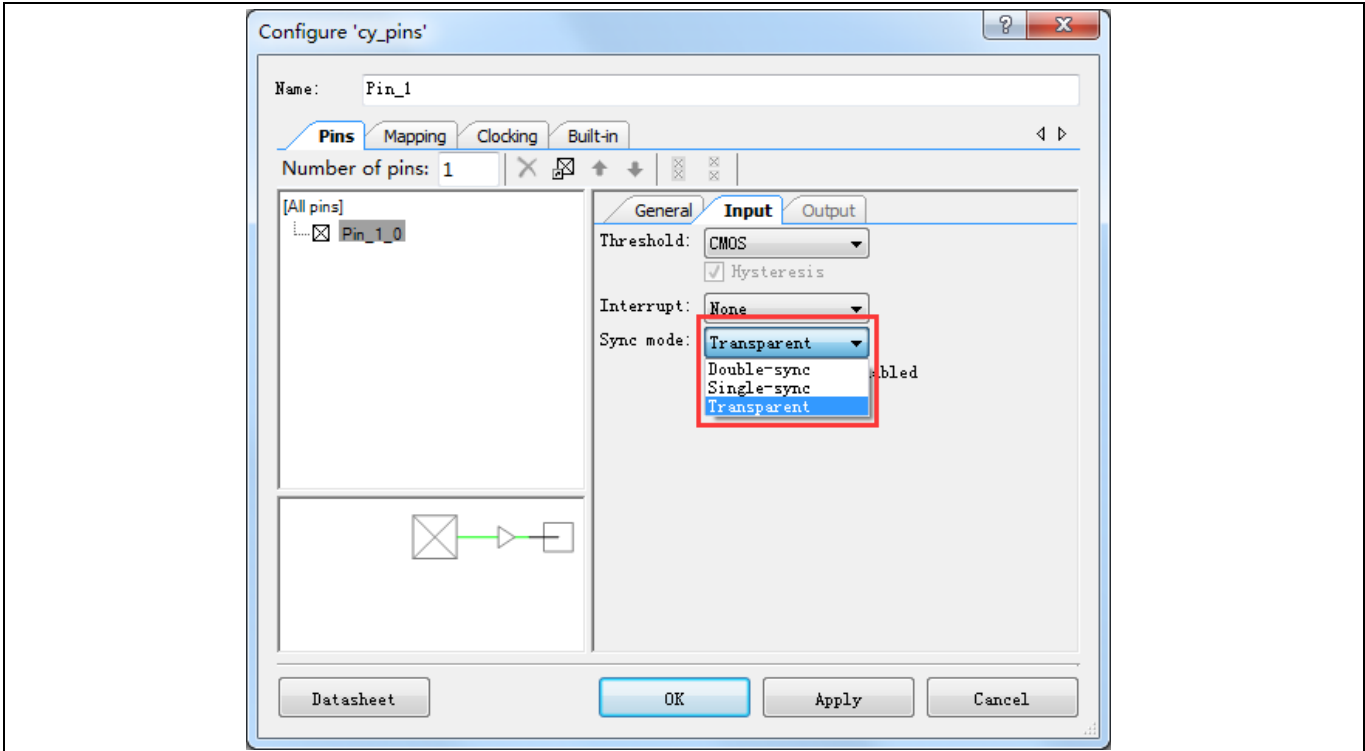 Configure 'cy_pins'
Name: Pin_1
Pins Mapping Clocking Built-in
Number of pins: 1
[All pins]
Pin_1_0
General Input Output
Threshold: CMOS
Hysteresis
Interrupt: None
Sync mode: Transparent
Double-sync
Single-sync
Transparent
Datasheet OK Apply Cancel